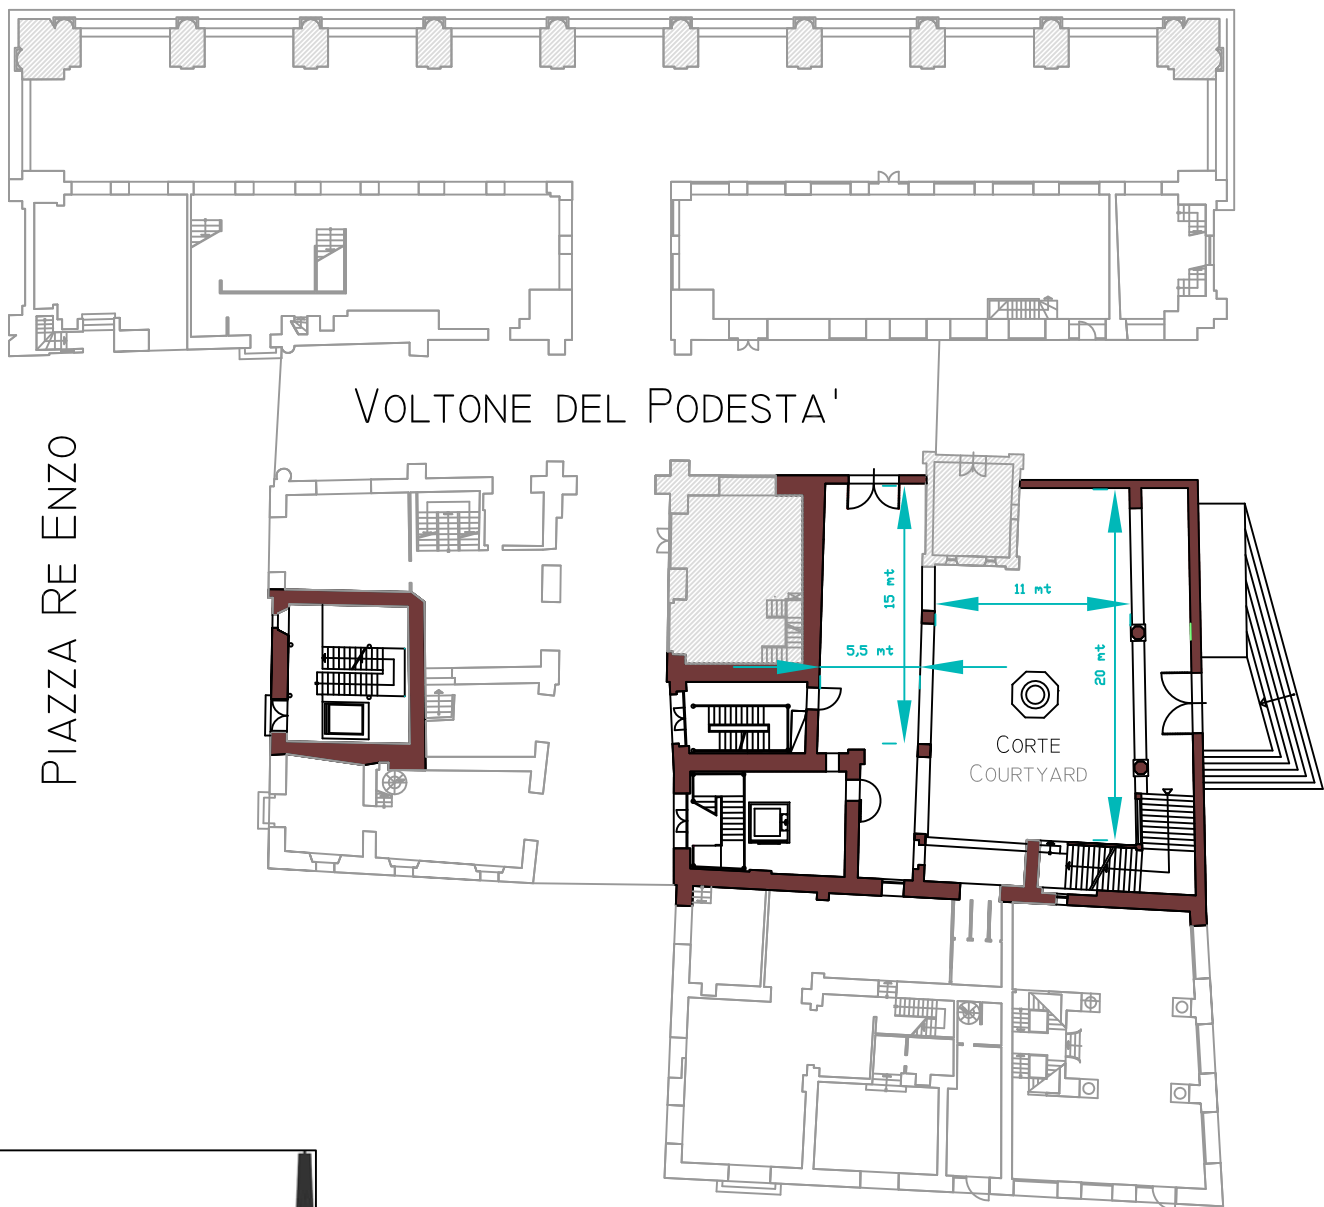 VOLTONE DEL PODESTA'
PIAZZA RE ENZO
15 mt
11 mt
5,5 mt
20 mt
CORTE
COURTYARD